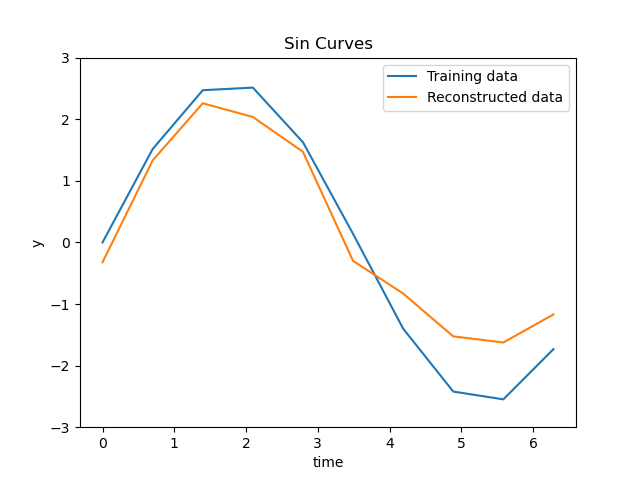 Sin Curves
Training data
Reconstructed data
3
2
1
0
−1
−2
−3
y
0 1 2 3 4 5 6
time